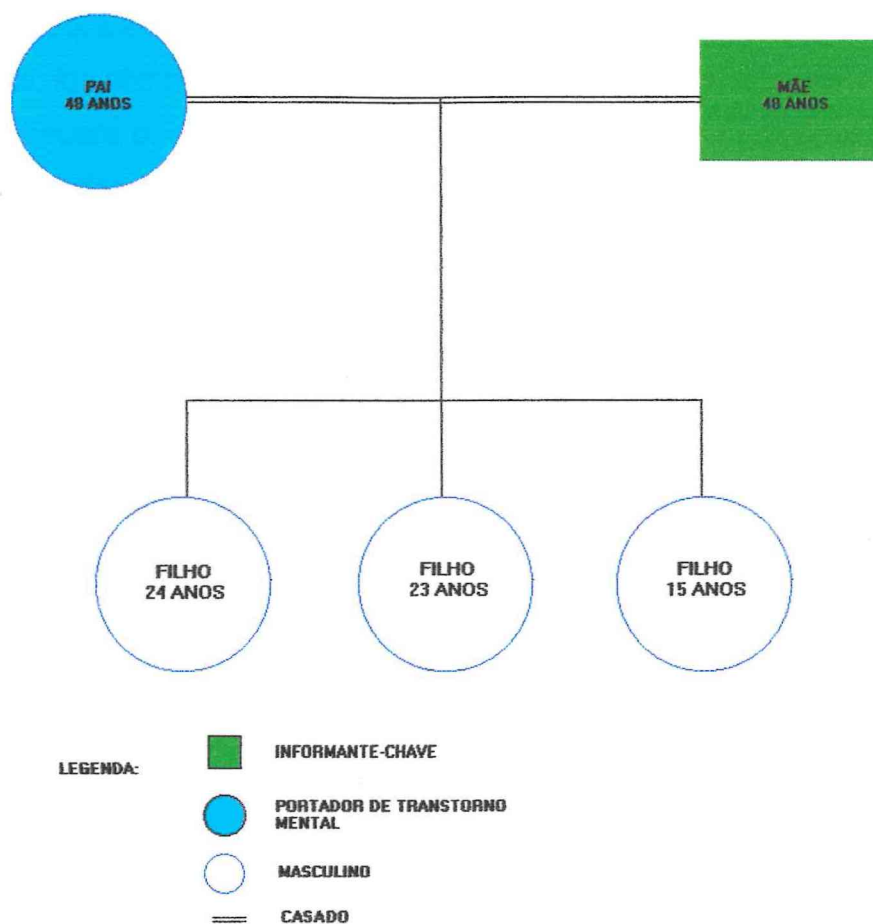 PAI
49 ANOS
MÃE
48 ANOS
FILHO
24 ANOS
FILHO
23 ANOS
FILHO
15 ANOS
LEGENDA:
INFORMANTE-CHAVE
PORTADOR DE TRANSTORNO
MENTAL
MASCULINO
CASADO